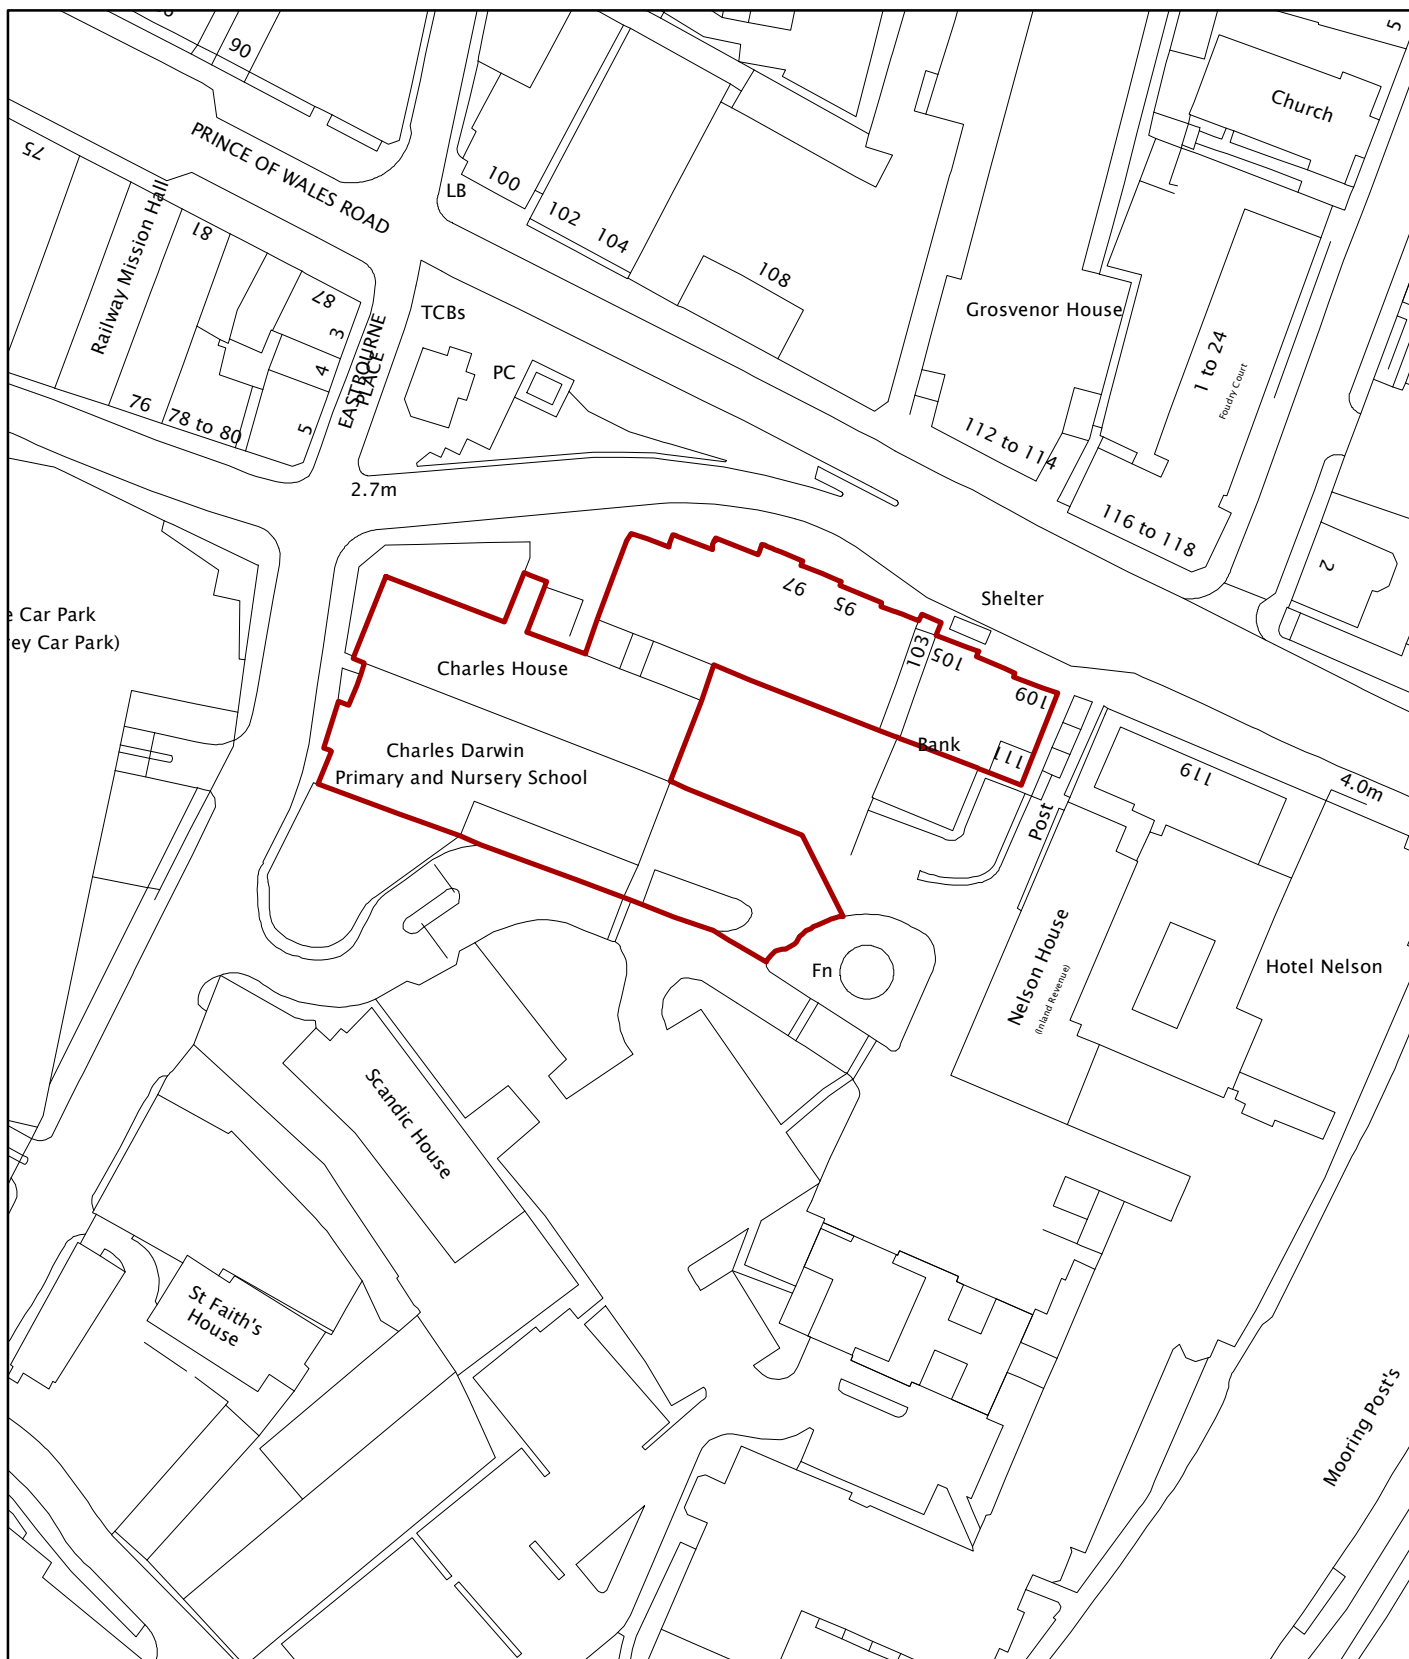 90
5
Church
75
PRINCE OF WALES ROAD
LB
100
102
104
81
Railway Mission Hall
108
87
3
4
5
TCBs
Grosvenor House
1 to 24
Foudry Court
EASTBOURNE
PLACE
PC
76
78 to 80
112 to 114
2.7m
116 to 118
2
97
95
Shelter
e Car Park
rey Car Park)
103
105
Charles House
109
Bank
111
Charles Darwin
Primary and Nursery School
119
4.0m
Post
Fn
Nelson House
(Inland Revenue)
Hotel Nelson
Scandic House
St Faith's
House
Mooring Post's